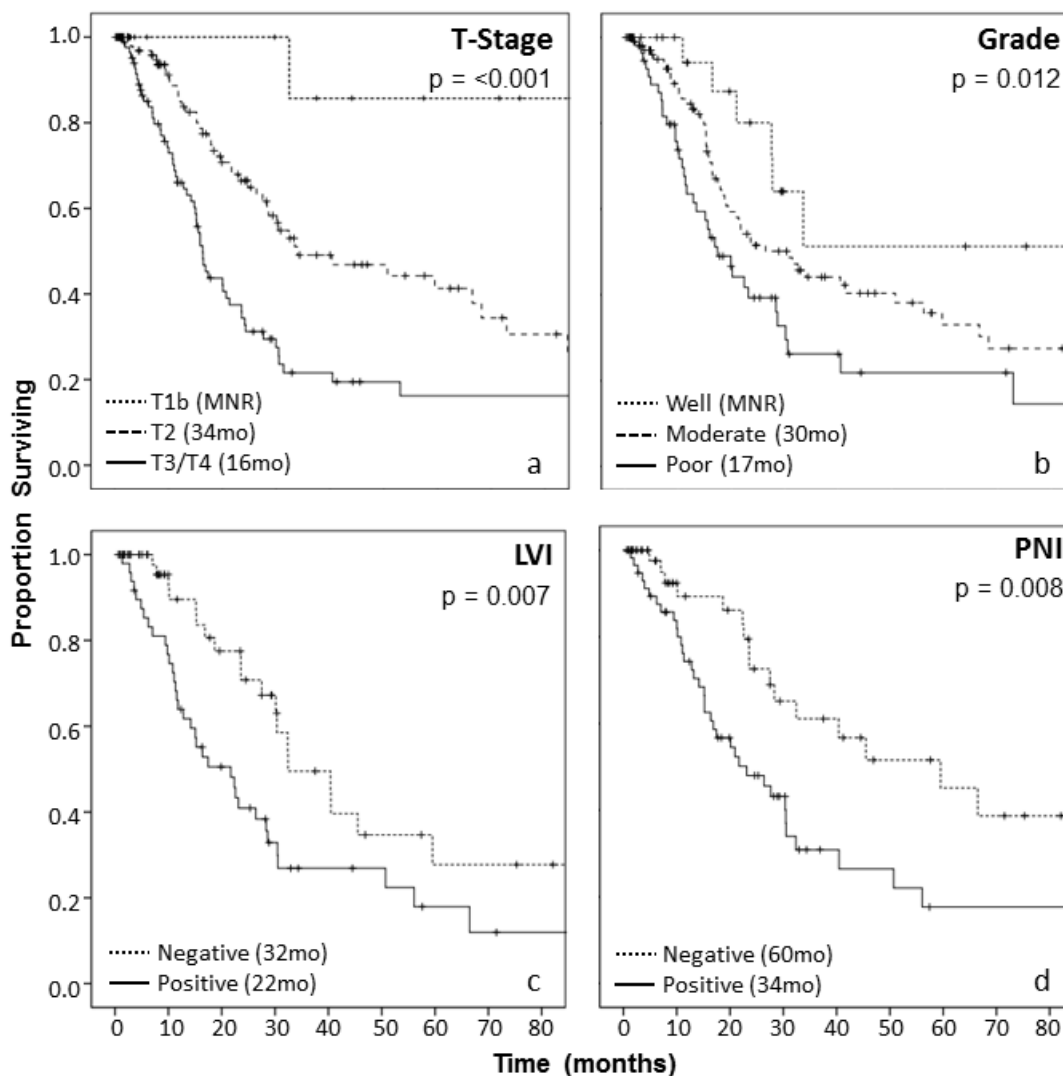 T-Stage
p = <0.001
1.0
0.8
0.6
0.4
0.2
0.0
T1b (MNR)
T2 (34mo)
T3/T4 (16mo)
a
Grade
p = 0.012
Well (MNR)
Moderate (30mo)
Poor (17mo)
b
Proportion Surviving
LVI
p = 0.007
1.0
0.8
0.6
0.4
0.2
0.0
Negative (32mo)
Positive (22mo)
c
0 10 20 30 40 50 60 70 80
PNI
p = 0.008
Negative (60mo)
Positive (34mo)
d
0 10 20 30 40 50 60 70 80
Time (months)